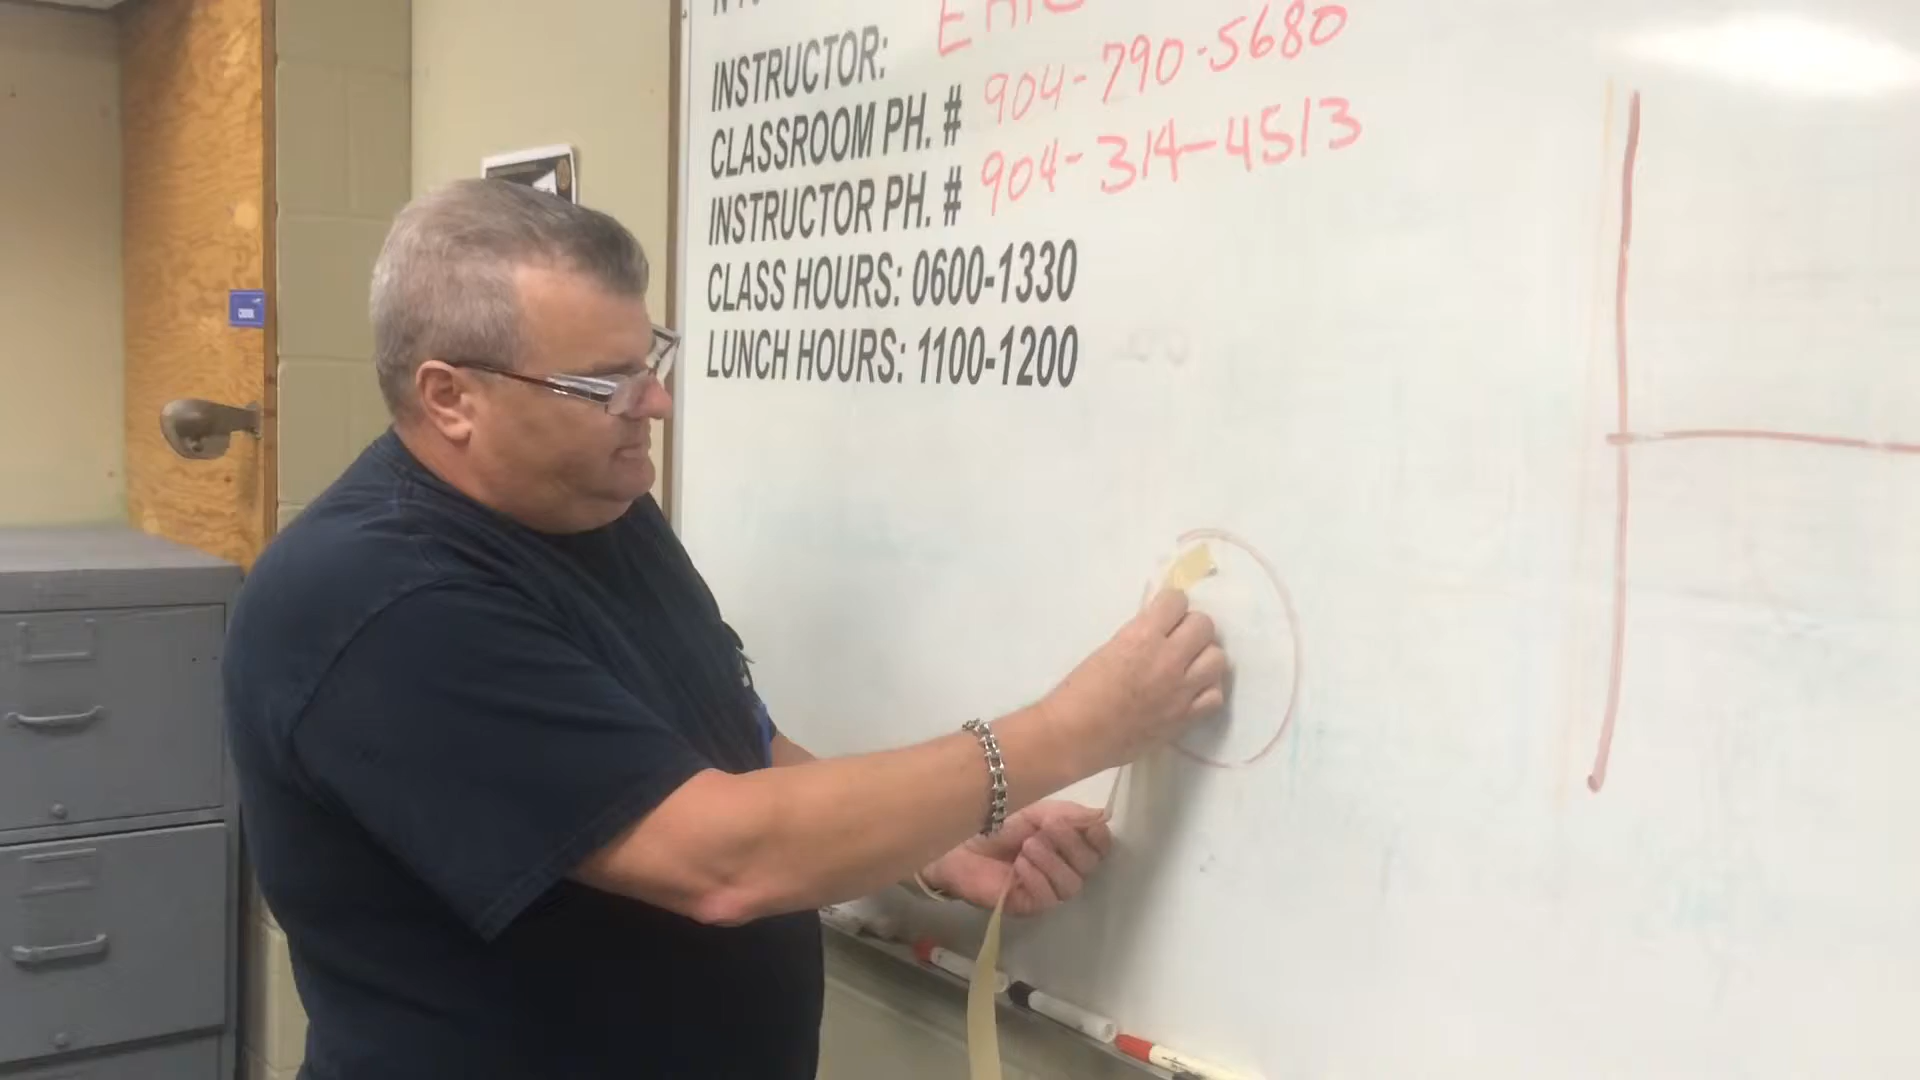 INSTRUCTOR: ERIC
CLASSROOM PH. # 904-790-5680
INSTRUCTOR PH. # 904-314-4513
CLASS HOURS: 0600-1330
LUNCH HOURS: 1100-1200